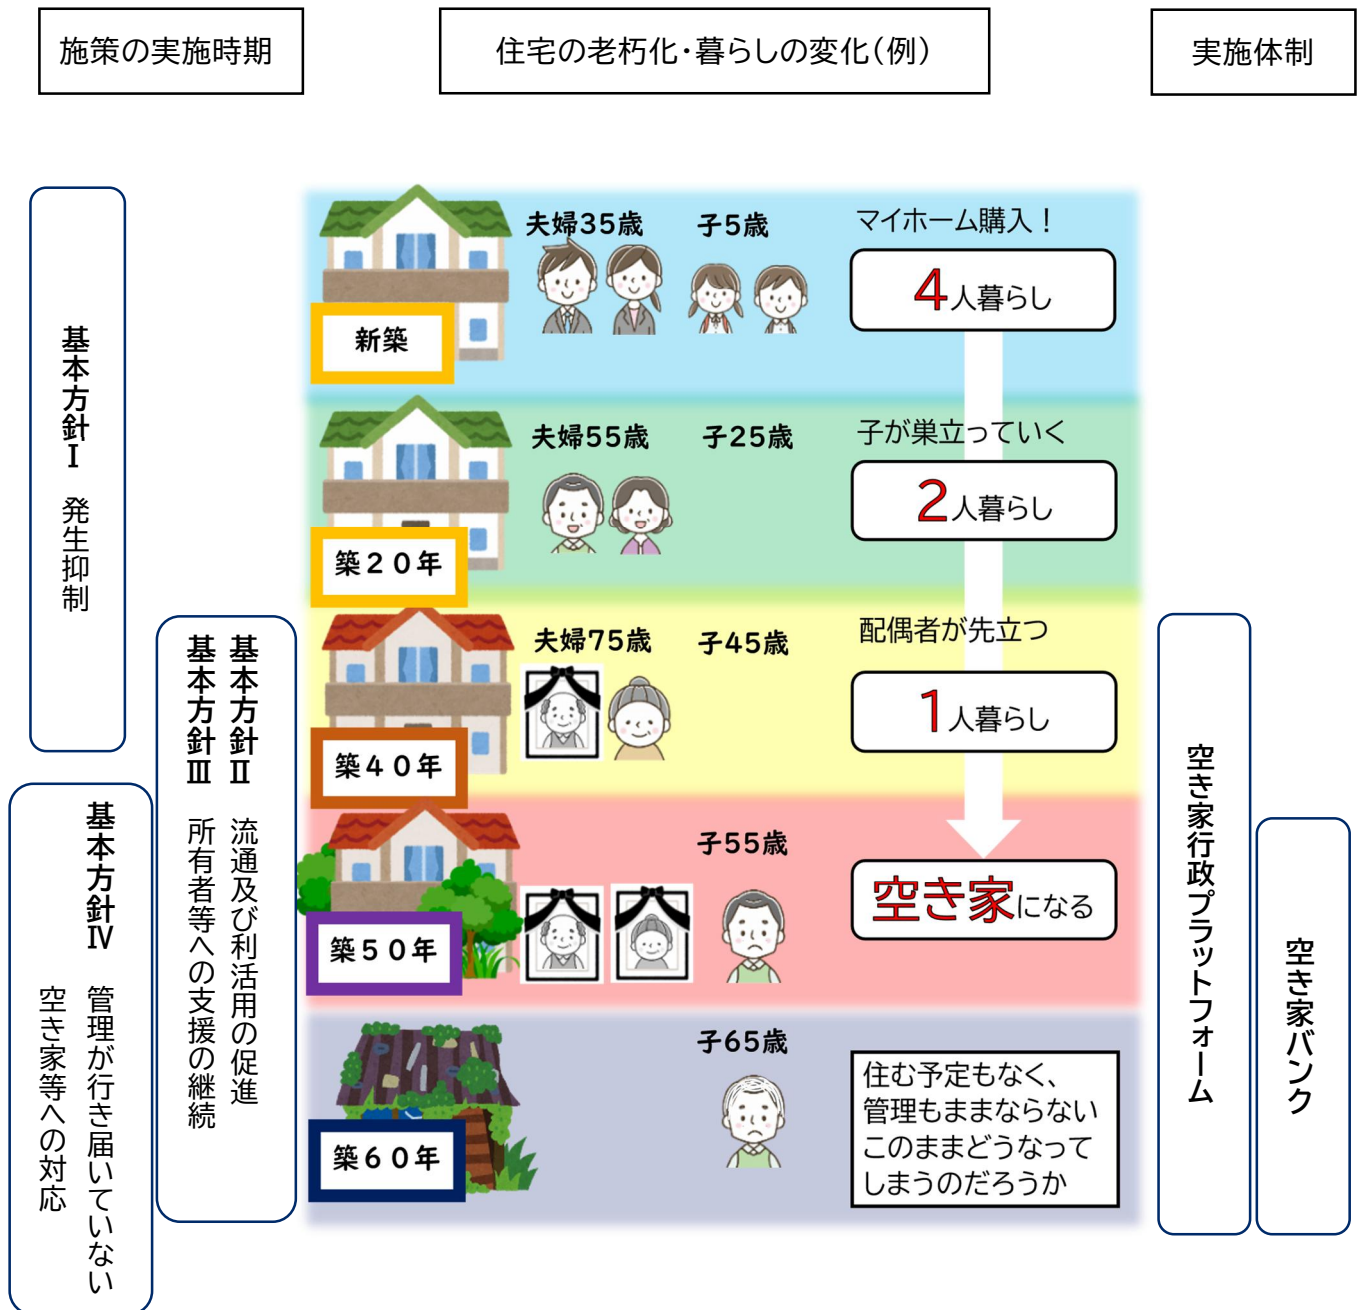 施策の実施時期
住宅の老朽化・暮らしの変化(例)
実施体制
基本方針Ⅰ 発生抑制
基本方針Ⅱ 流通及び利活用の促進
基本方針Ⅲ 所有者等への支援の継続
基本方針Ⅳ 管理が行き届いていない
空き家等への対応
新築
夫婦35歳
子5歳
マイホーム購入!
4人暮らし
築20年
夫婦55歳
子25歳
子が巣立っていく
2人暮らし
築40年
夫婦75歳
子45歳
配偶者が先立つ
1人暮らし
築50年
子55歳
空き家になる
築60年
子65歳
住む予定もなく、
管理もままならない
このままどうなって
しまうのだろうか
空き家行政プラットフォーム
空き家バンク